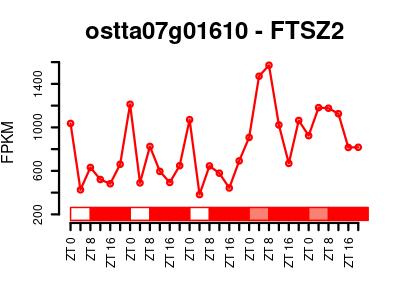 ostta07g01610 - FTSZ2
FPKM
1400
1000
600
200
ZT 0
ZT 8
ZT 16
ZT 0
ZT 8
ZT 16
ZT 0
ZT 8
ZT 16
ZT 0
ZT 8
ZT 16
ZT 0
ZT 8
ZT 16